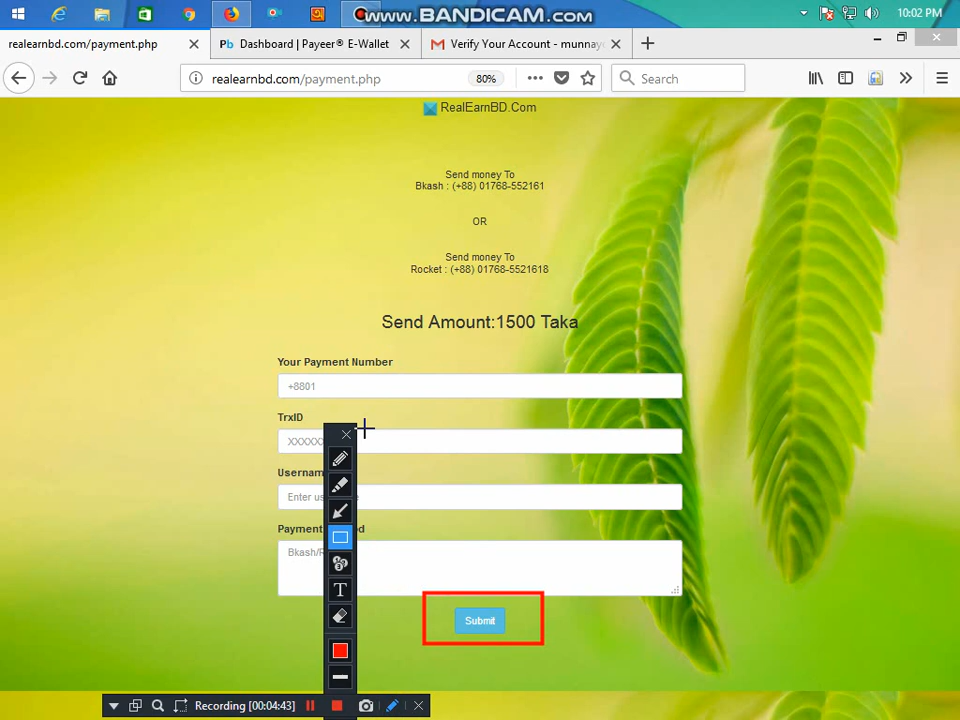 www.BANDICAM.com
10:02 PM
realearnbd.com/payment.php
Dashboard | Payeer® E-Wallet
Verify Your Account - munnay
realearnbd.com/payment.php
80%
Search
RealEarnBD.Com
Send money To
Bkash : (+88) 01768-552161
OR
Send money To
Rocket : (+88) 01768-5521618
Send Amount:1500 Taka
Your Payment Number
+8801
TrxID
XXXXXX
Username
Enter us
Payment
Bkash/R
Submit
Recording [00:04:43]